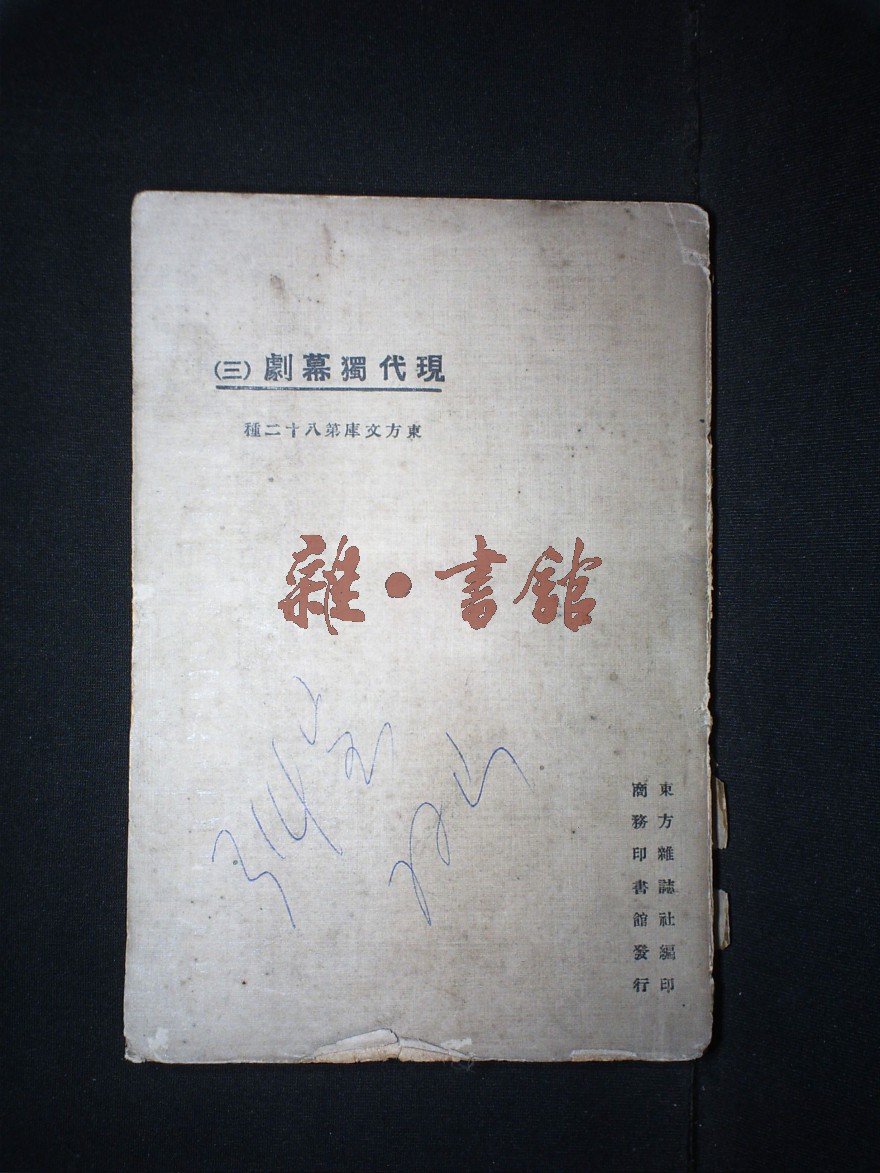 現代獨幕劇(三)
東方文庫第八十二種
雜·書館
東方雜誌社編印
商務印書館發行